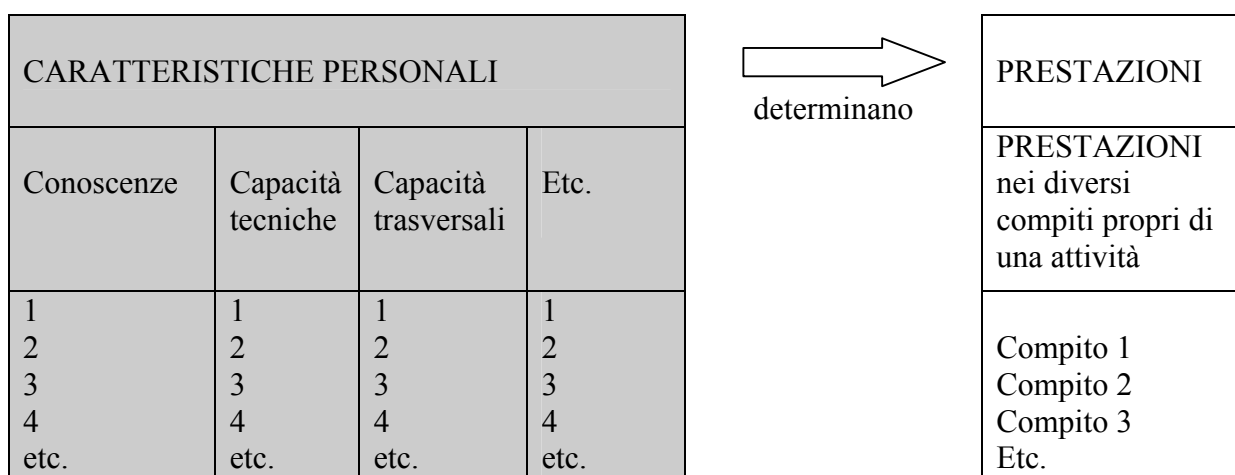 CARATTERISTICHE PERSONALI
Conoscenze
Capacità
tecniche
Capacità
trasversali
Etc.
1
2
3
4
etc.
1
2
3
4
etc.
1
2
3
4
etc.
1
2
3
4
etc.
determinano
PRESTAZIONI
PRESTAZIONI
nei diversi
compiti propri di
una attività
Compito 1
Compito 2
Compito 3
Etc.